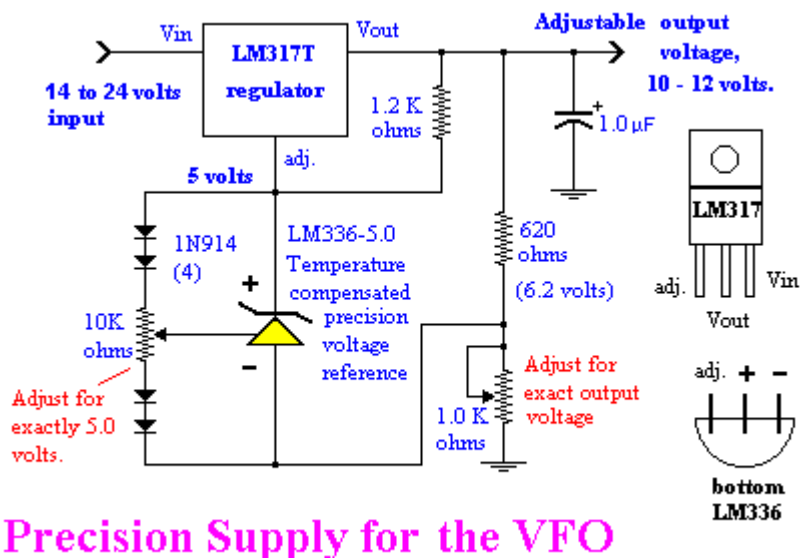 Vin
LM317T
regulator
Vout
Adjustable output
voltage,
10 - 12 volts.
14 to 24 volts
input
1.2 K
ohms
+
1.0 µF
adj.
5 volts
LM317
1N914
(4)
LM336-5.0
Temperature
compensated
precision
voltage
reference
+
-
620
ohms
(6.2 volts)
adj.
Vin
Vout
10K
ohms
Adjust for
exactly 5.0
volts.
1.0 K
ohms
Adjust for
exact output
voltage
adj. + -
bottom
LM336
Precision Supply for the VFO